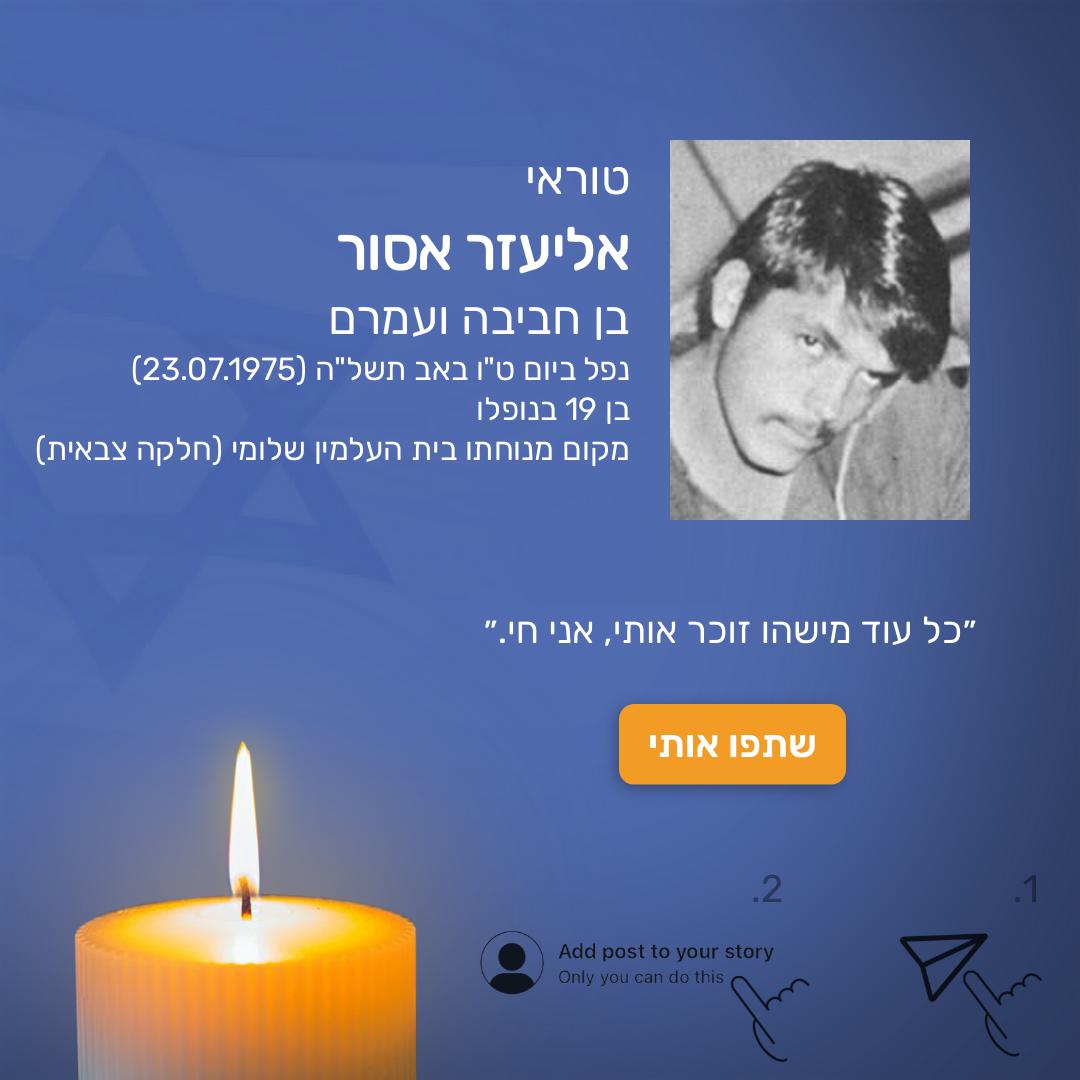 טוראי
אליעזר אסור
בן חביבה ועמרם
נפל ביום ט"ו באב תשל"ה (23.07.1975)
בן 19 בנופלו
מקום מנוחתו בית העלמין שלומי (חלקה צבאית)
״כל עוד מישהו זוכר אותי, אני חי.״
שתפו אותי
1.
2.
Add post to your story
Only you can do this